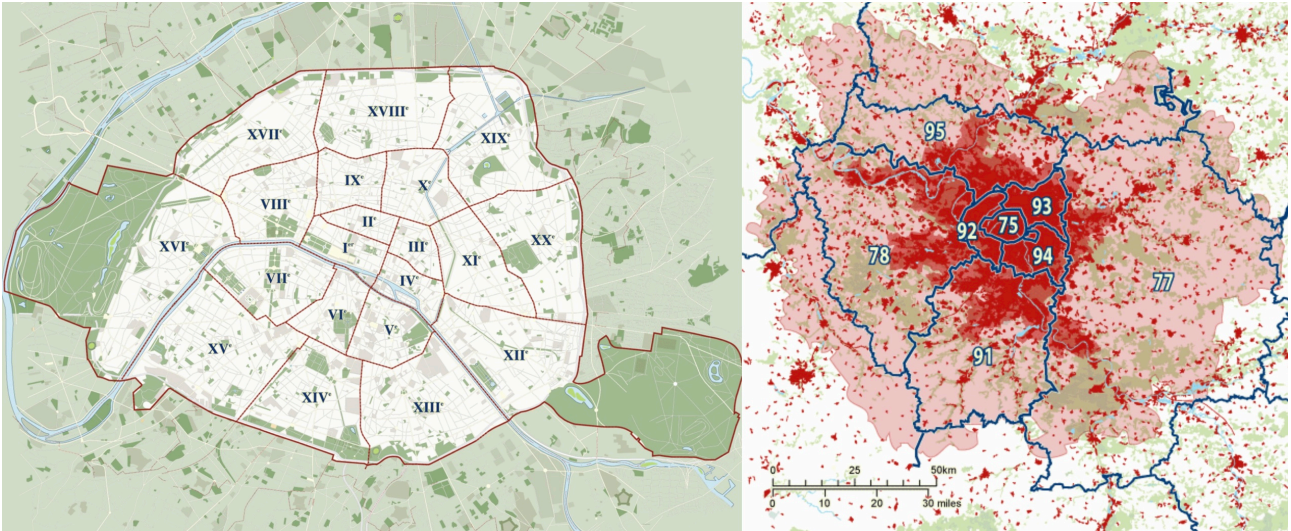 XVIIᵉ
XVIIIᵉ
XIXᵉ
IXᵉ
Xᵉ
VIIIᵉ
IIᵉ
Iᵉʳ
IIIᵉ
XIᵉ
XXᵉ
XVIᵉ
VIIᵉ
IVᵉ
VIᵉ
Vᵉ
XVᵉ
XIIᵉ
XIVᵉ
XIIIᵉ
95
93
92
75
78
94
77
91
0 25 50km
0 10 20 30 miles